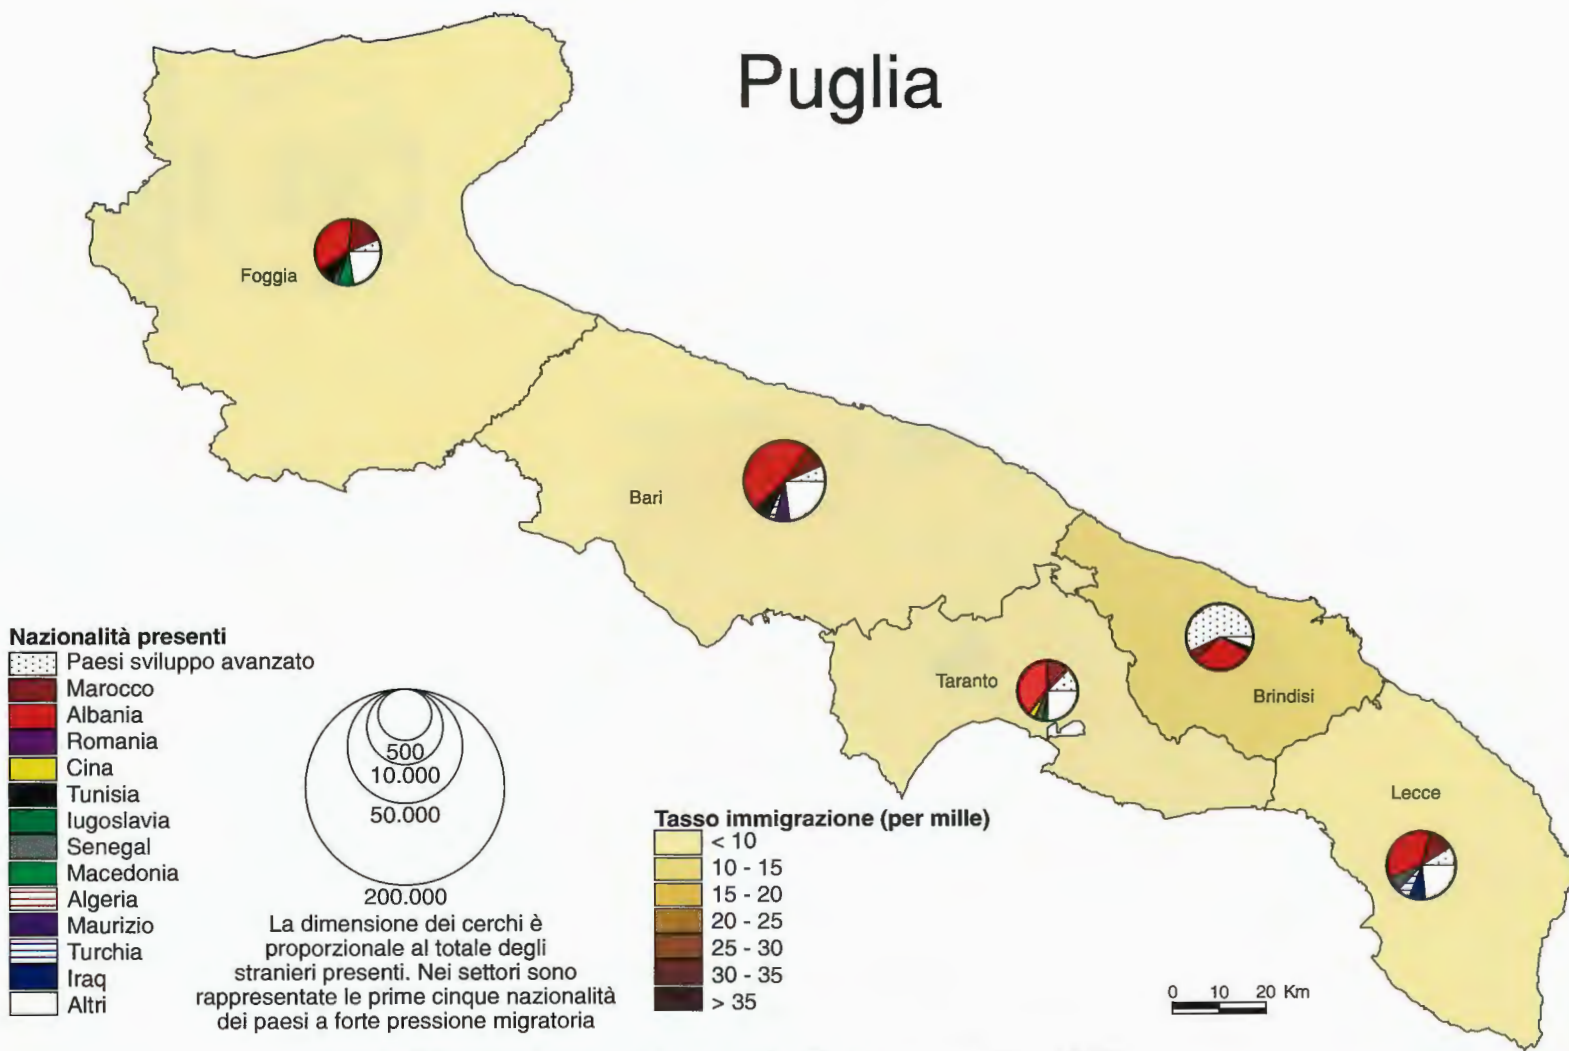 Puglia
Foggia
Bari
Taranto
Brindisi
Lecce
Nazionalità presenti
Paesi sviluppo avanzato
Marocco
Albania
Romania
Cina
Tunisia
Iugoslavia
Senegal
Macedonia
Algeria
Maurizio
Turchia
Iraq
Altri
500
10.000
50.000
200.000
La dimensione dei cerchi è
proporzionale al totale degli
stranieri presenti. Nei settori sono
rappresentate le prime cinque nazionalità
dei paesi a forte pressione migratoria
Tasso immigrazione (per mille)
< 10
10 - 15
15 - 20
20 - 25
25 - 30
30 - 35
> 35
0 10 20 Km